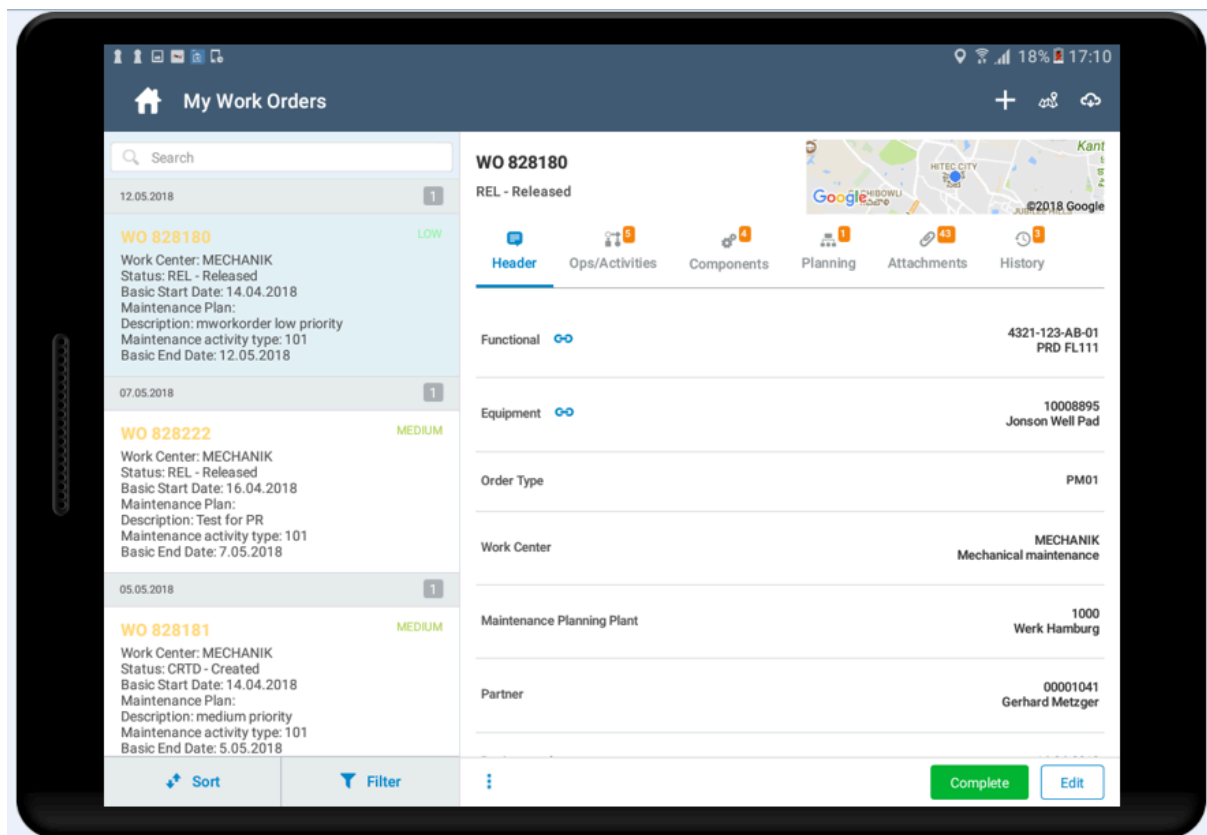 18% 17:10
My Work Orders
Search
12.05.2018 1
WO 828180 LOW
Work Center: MECHANIK
Status: REL - Released
Basic Start Date: 14.04.2018
Maintenance Plan:
Description: mworkorder low priority
Maintenance activity type: 101
Basic End Date: 12.05.2018
07.05.2018 1
WO 828222 MEDIUM
Work Center: MECHANIK
Status: REL - Released
Basic Start Date: 16.04.2018
Maintenance Plan:
Description: Test for PR
Maintenance activity type: 101
Basic End Date: 7.05.2018
05.05.2018 1
WO 828181 MEDIUM
Work Center: MECHANIK
Status: CRTD - Created
Basic Start Date: 14.04.2018
Maintenance Plan:
Description: medium priority
Maintenance activity type: 101
Basic End Date: 5.05.2018
Sort Filter
WO 828180
REL - Released
Kant
HITEC CITY
Google
©2018 Google
5 4 1 43 3
Header Ops/Activities Components Planning Attachments History
Functional 4321-123-AB-01
PRD FL111
Equipment 10008895
Jonson Well Pad
Order Type PM01
Work Center MECHANIK
Mechanical maintenance
Maintenance Planning Plant 1000
Werk Hamburg
Partner 00001041
Gerhard Metzger
Complete Edit